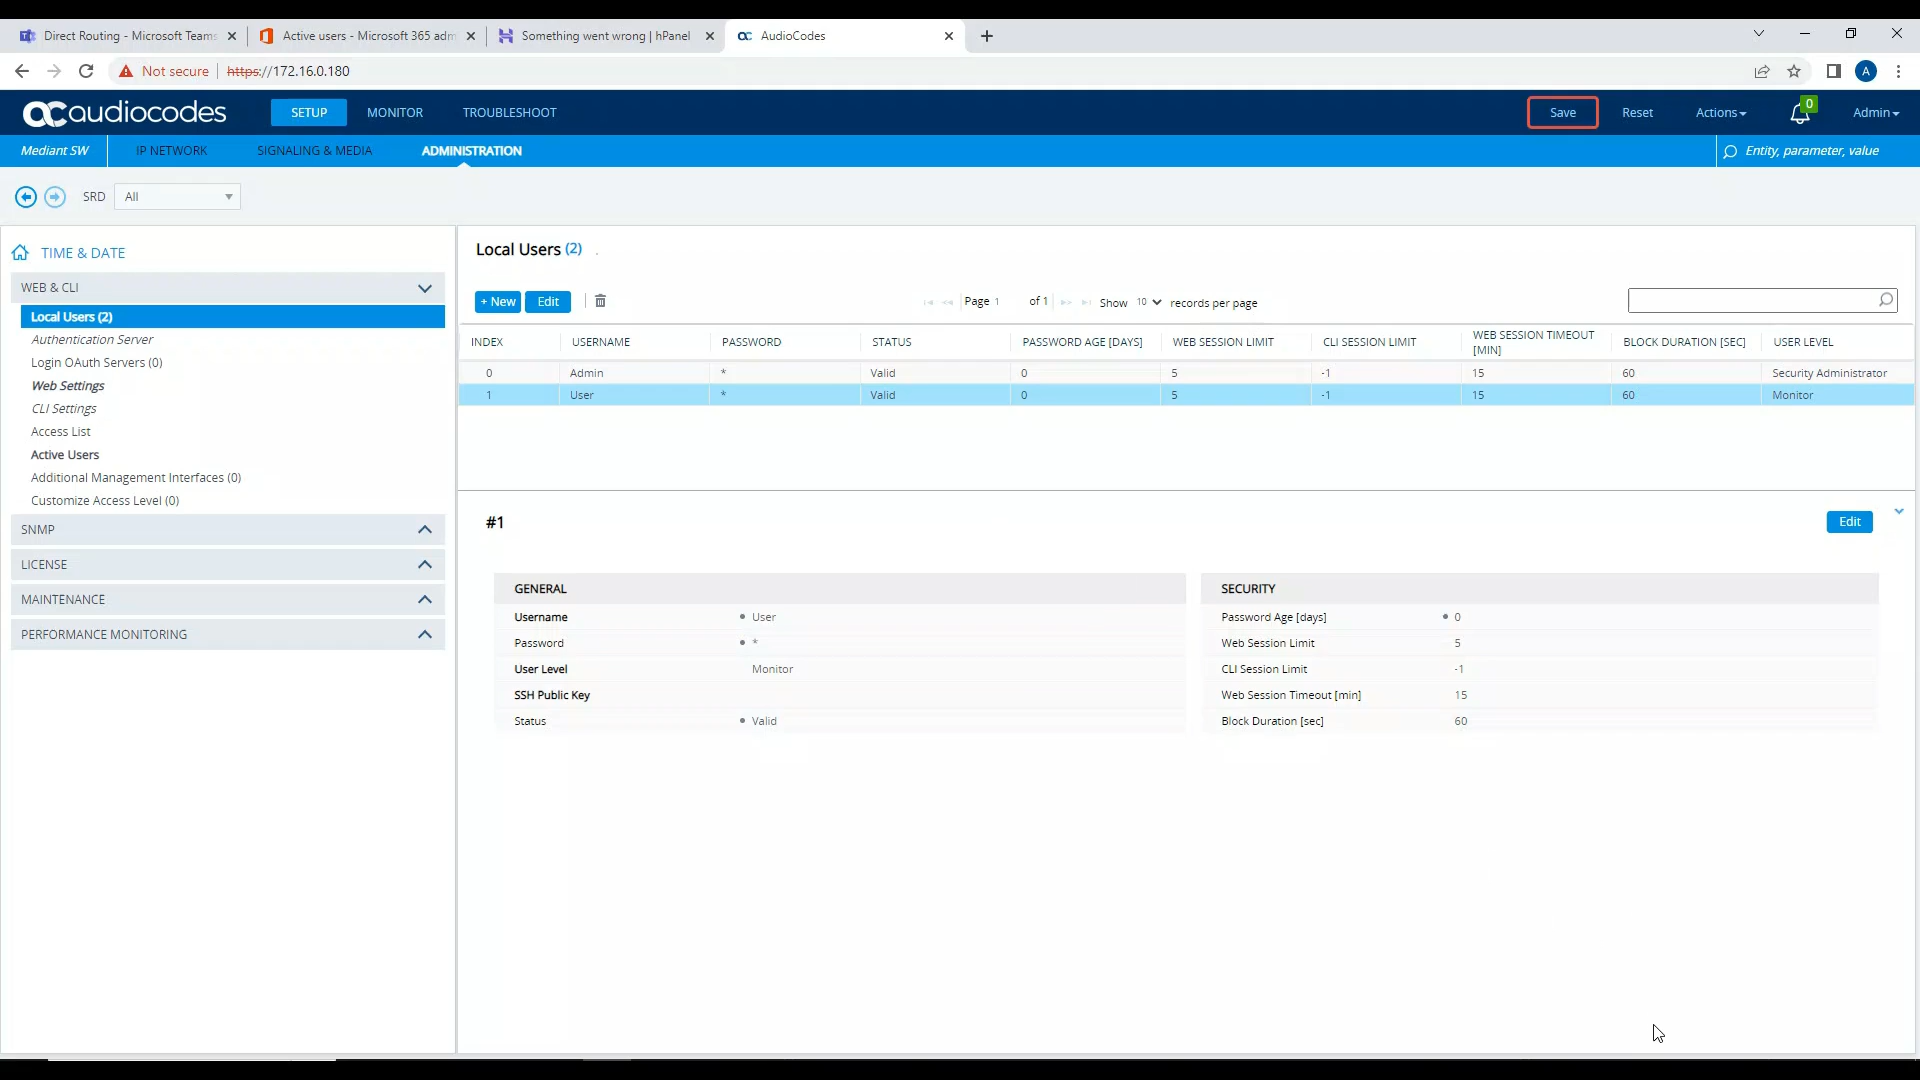 Direct Routing - Microsoft Teams
Active users - Microsoft 365 adm
Something went wrong | hPanel
AudioCodes
Not secure
https://172.16.0.180
A
audiocodes
SETUP
MONITOR
TROUBLESHOOT
Save
Reset
Actions
0
Admin
Mediant SW
IP NETWORK
SIGNALING & MEDIA
ADMINISTRATION
Entity, parameter, value
SRD
All
TIME & DATE
WEB & CLI
Local Users (2)
Authentication Server
Login OAuth Servers (0)
Web Settings
CLI Settings
Access List
Active Users
Additional Management Interfaces (0)
Customize Access Level (0)
SNMP
LICENSE
MAINTENANCE
PERFORMANCE MONITORING
Local Users (2) .
+ New
Edit
Page 1 of 1
Show 10 records per page
INDEX USERNAME PASSWORD STATUS PASSWORD AGE [DAYS] WEB SESSION LIMIT CLI SESSION LIMIT WEB SESSION TIMEOUT [MIN] BLOCK DURATION [SEC] USER LEVEL
0 Admin * Valid 0 5 -1 15 60 Security Administrator
1 User * Valid 0 5 -1 15 60 Monitor
#1
Edit
GENERAL
Username • User
Password • *
User Level Monitor
SSH Public Key
Status • Valid
SECURITY
Password Age [days] • 0
Web Session Limit 5
CLI Session Limit -1
Web Session Timeout [min] 15
Block Duration [sec] 60